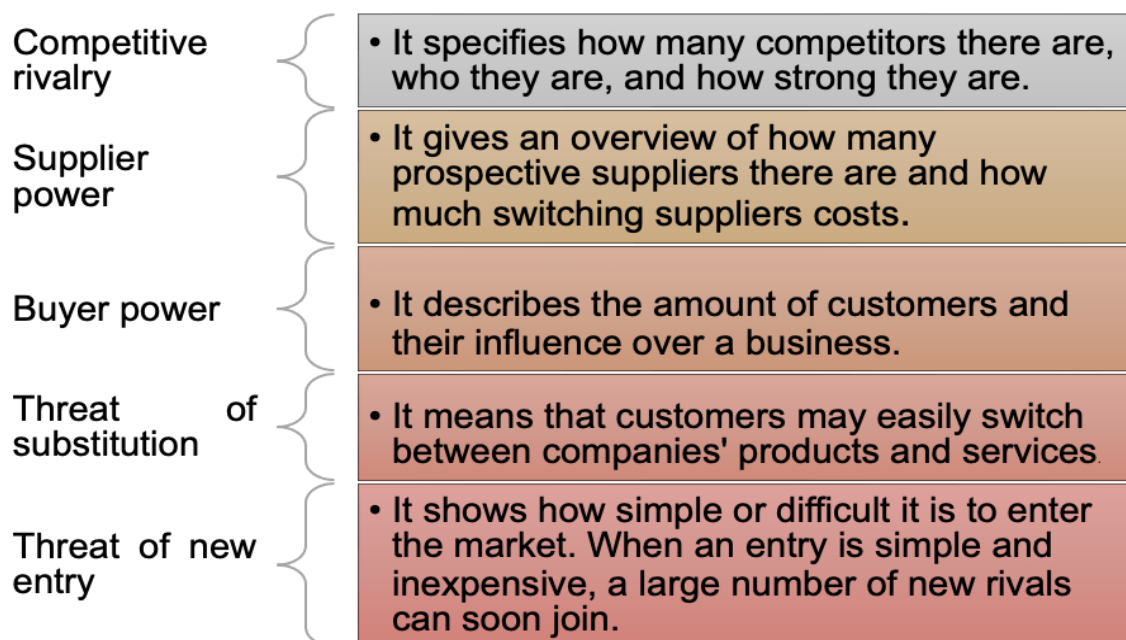 Competitive
rivalry
• It specifies how many competitors there are,
who they are, and how strong they are.
Supplier
power
• It gives an overview of how many
prospective suppliers there are and how
much switching suppliers costs.
Buyer power
• It describes the amount of customers and
their influence over a business.
Threat of
substitution
• It means that customers may easily switch
between companies' products and services.
Threat of new
entry
• It shows how simple or difficult it is to enter
the market. When an entry is simple and
inexpensive, a large number of new rivals
can soon join.